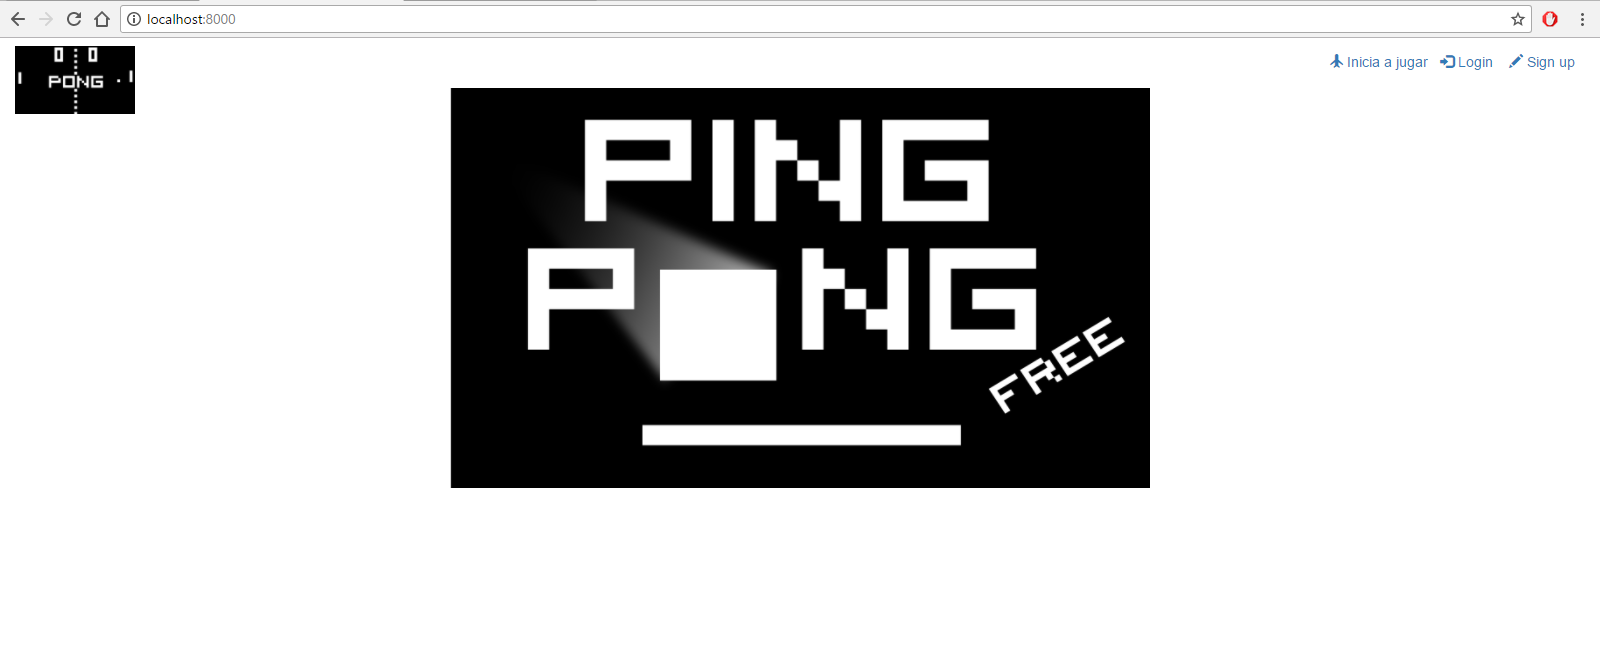 localhost:8000
0 0
PONG
Inicia a jugar Login Sign up
PING
PONG
FREE